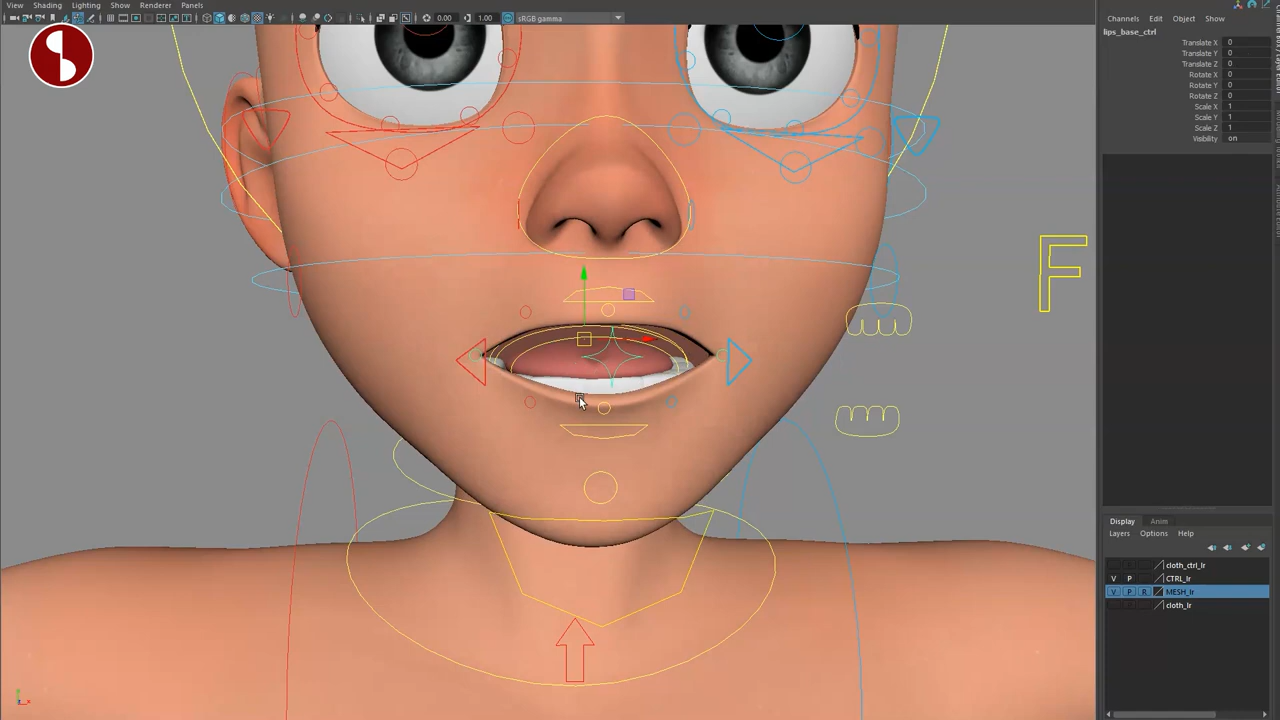 View Shading Lighting Show Renderer Panels
0.00 1.00 sRGB gamma
Channels Edit Object Show
lips_base_ctrl
Translate X 0
Translate Y 0
Translate Z 0
Rotate X 0
Rotate Y 0
Rotate Z 0
Scale X 1
Scale Y 1
Scale Z 1
Visibility on
F
Display Anim
Layers Options Help
cloth_ctrl_lr
V P CTRL_lr
V P R MESH_lr
cloth_lr